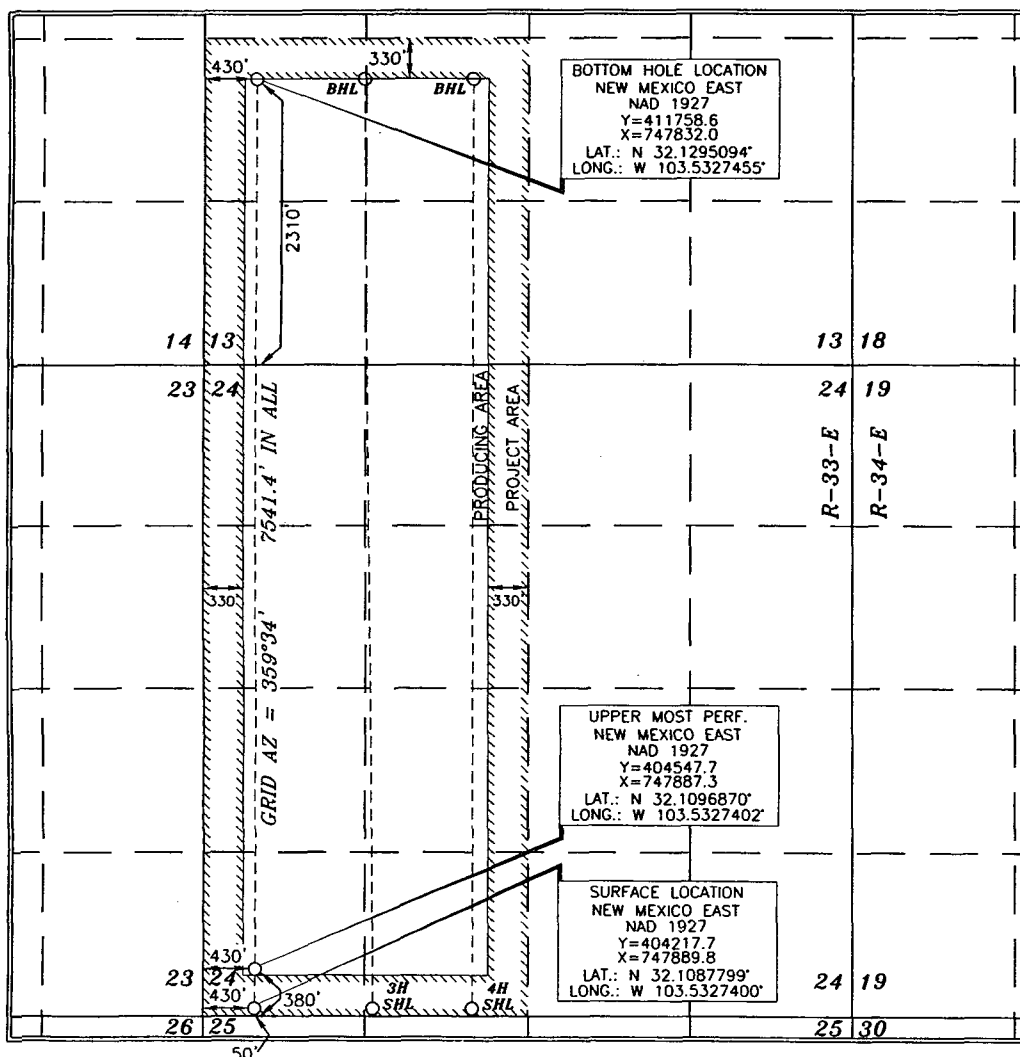 330'
430'
BHL
BHL
BOTTOM HOLE LOCATION
NEW MEXICO EAST
NAD 1927
Y=411758.6
X=747832.0
LAT.: N 32.1295094°
LONG.: W 103.5327455°
2310'
14 13
13 18
23 24
24 19
GRID AZ = 359°34' 7541.4' IN ALL
PRODUCING AREA
PROJECT AREA
R-33-E
R-34-E
330'
330'
UPPER MOST PERF.
NEW MEXICO EAST
NAD 1927
Y=404547.7
X=747887.3
LAT.: N 32.1096870°
LONG.: W 103.5327402°
SURFACE LOCATION
NEW MEXICO EAST
NAD 1927
Y=404217.7
X=747889.8
LAT.: N 32.1087799°
LONG.: W 103.5327400°
430'
23 24
24 19
430'
380'
3H
SHL
4H
SHL
26 25
25 30
50'